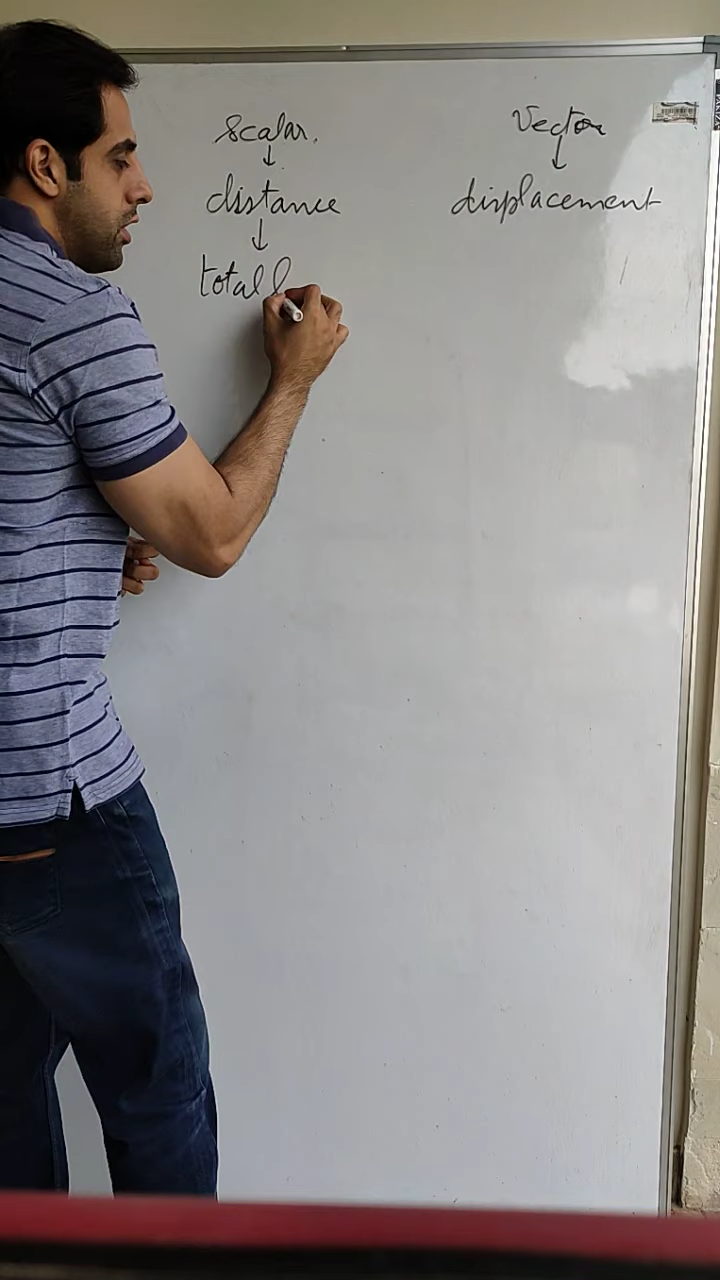 Scalar.
Vector
↓
↓
distance
displacement
↓
total l